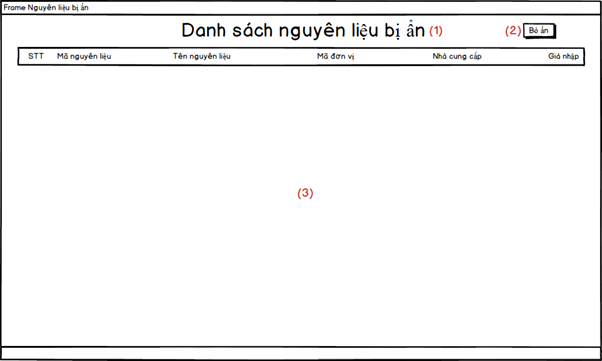 Frame Nguyên liệu bị ẩn
Danh sách nguyên liệu bị ẩn (1) (2) Bỏ ẩn
STT Mã nguyên liệu Tên nguyên liệu Mã đơn vị Nhà cung cấp Giá nhập
(3)